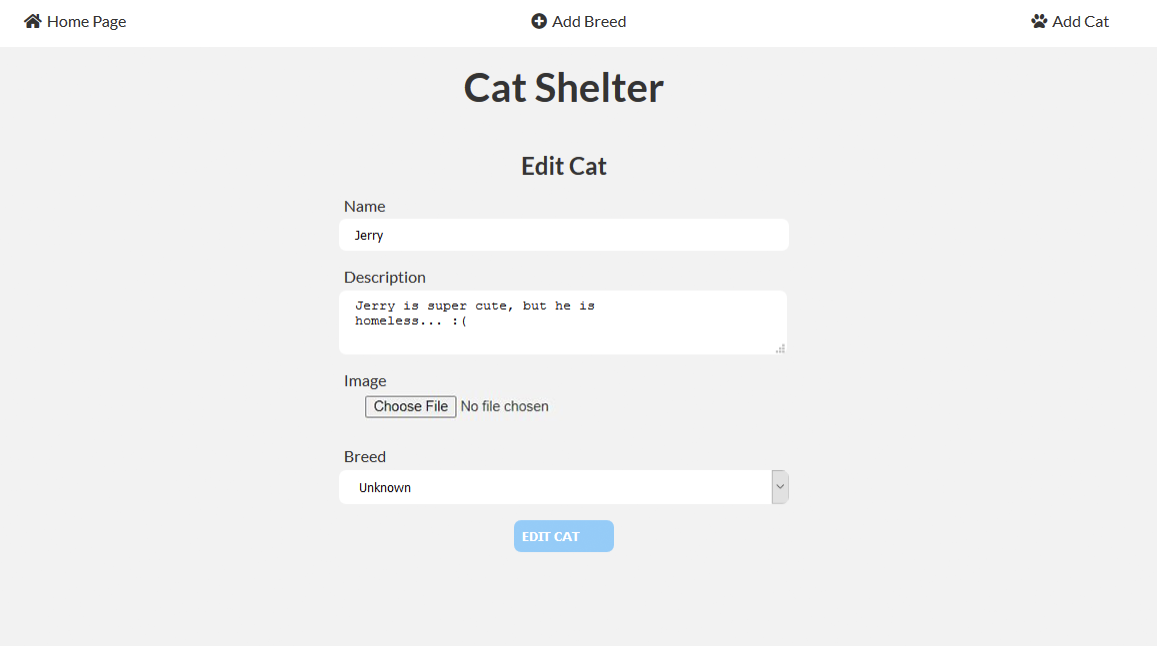 Home Page
Add Breed
Add Cat
Cat Shelter
Edit Cat
Name
Jerry
Description
Jerry is super cute, but he is
homeless... :(
Image
Choose File No file chosen
Breed
Unknown
EDIT CAT